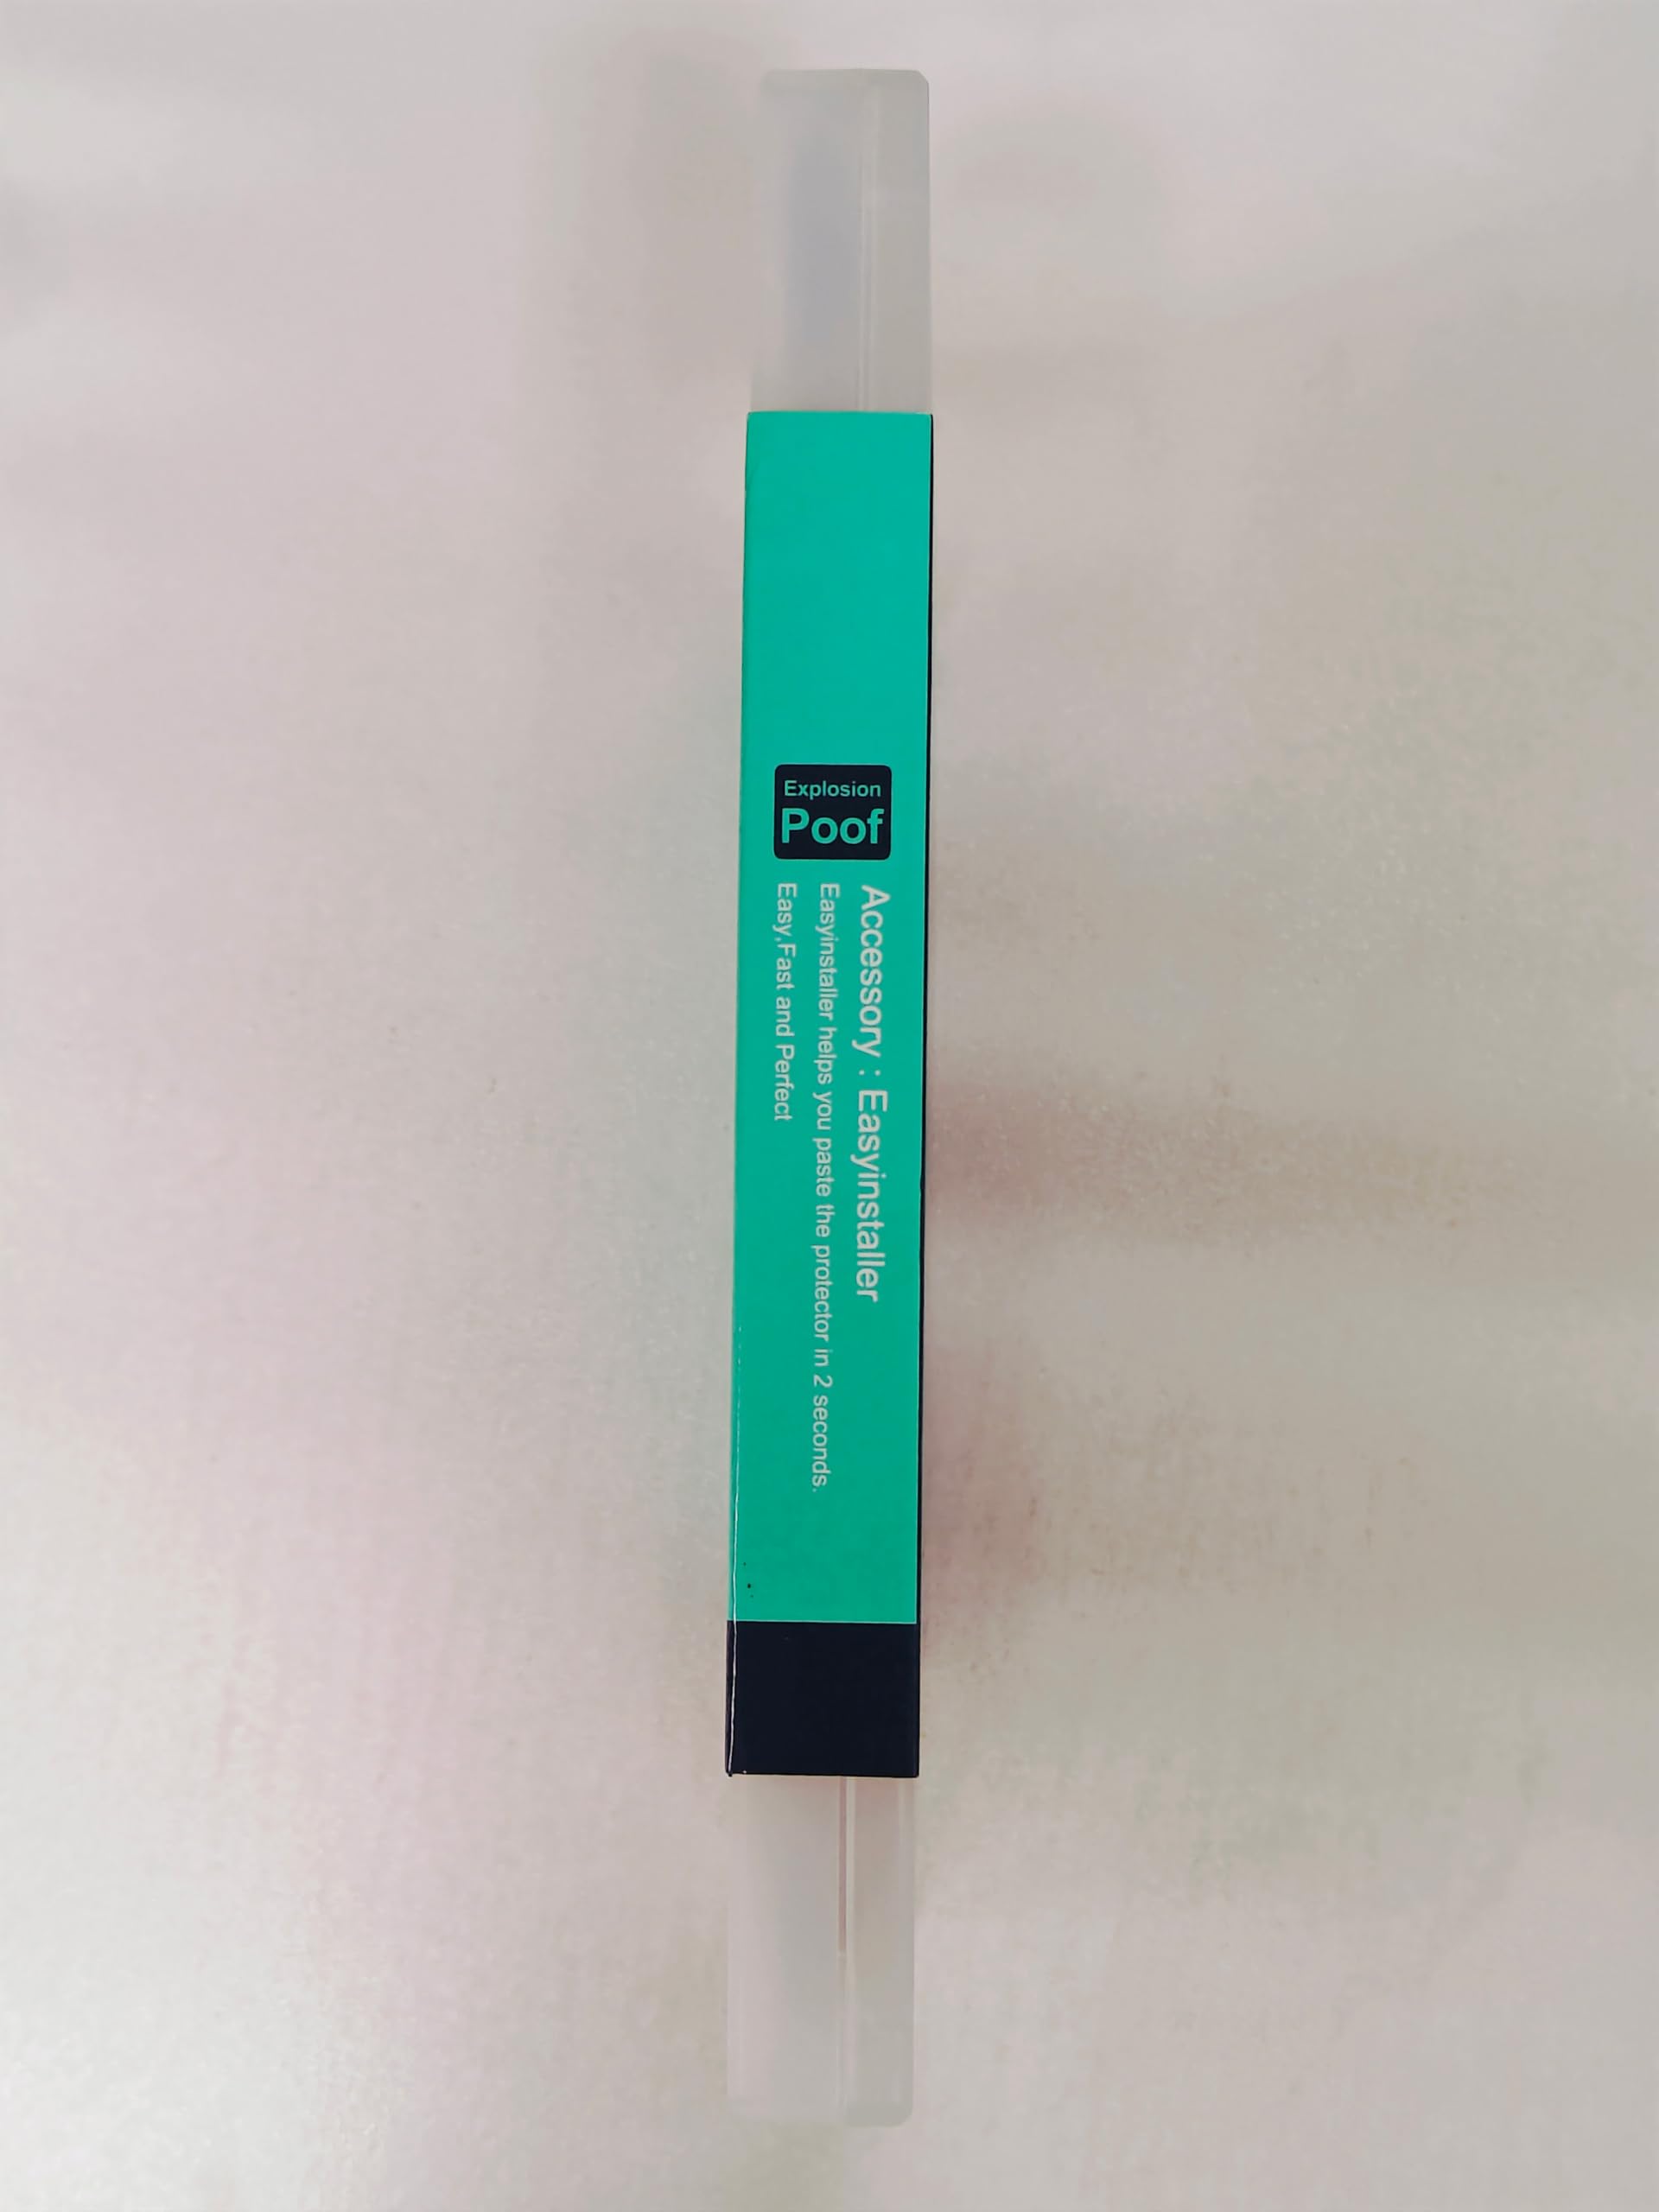 Explosion
Poof
Accessory : Easyinstaller
Easyinstaller helps you paste the protector in 2 seconds.
Easy,Fast and Perfect